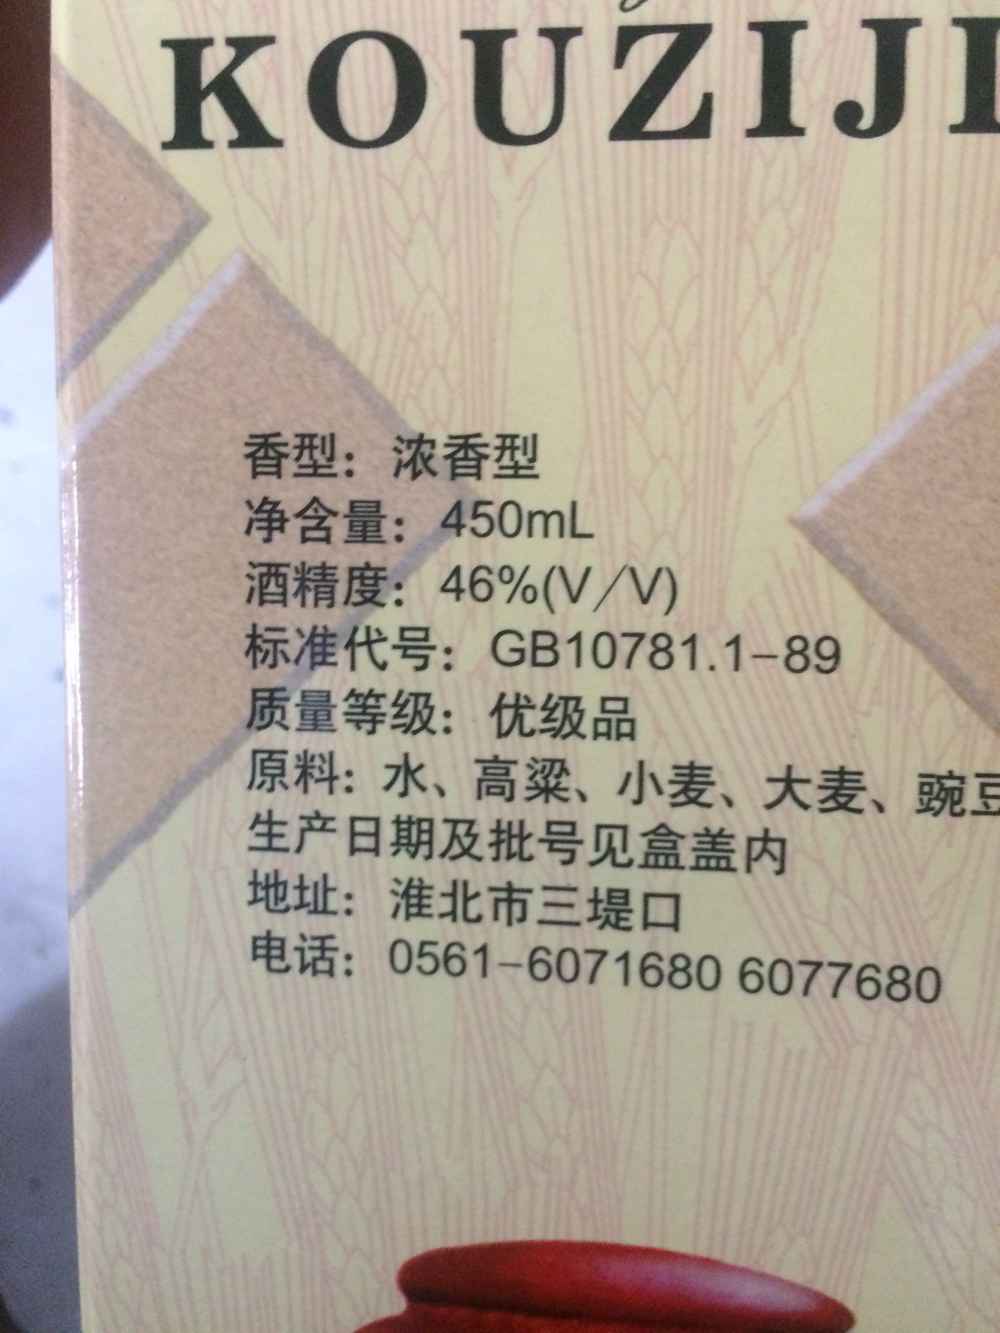 KOUZIJI
香型：浓香型
净含量：450mL
酒精度：46%(V/V)
标准代号：GB10781.1-89
质量等级：优级品
原料：水、高粱、小麦、大麦、豌豆
生产日期及批号见盒盖内
地址：淮北市三堤口
电话：0561-6071680 6077680